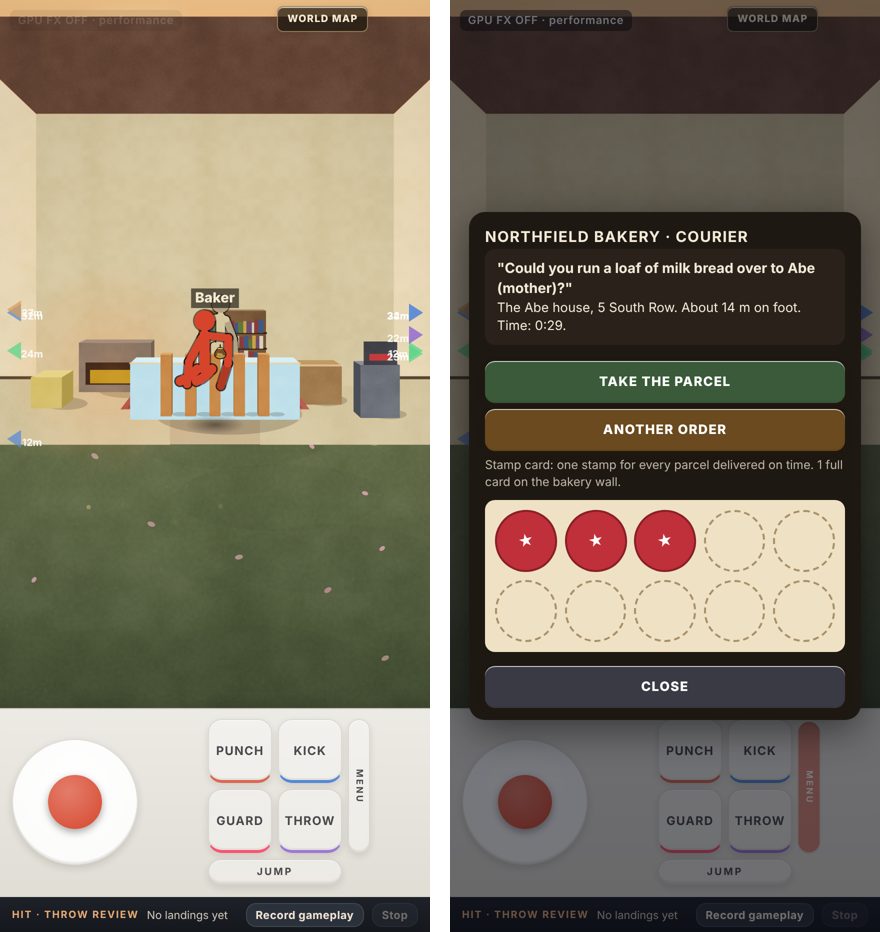 GPU FX OFF · performance
WORLD MAP
Baker
24m
22m
12m
PUNCH
KICK
MENU
GUARD
THROW
JUMP
HIT · THROW REVIEW
No landings yet
Record gameplay
Stop
GPU FX OFF · performance
WORLD MAP
NORTHFIELD BAKERY · COURIER
"Could you run a loaf of milk bread over to Abe
(mother)?"
The Abe house, 5 South Row. About 14 m on foot.
Time: 0:29.
TAKE THE PARCEL
ANOTHER ORDER
Stamp card: one stamp for every parcel delivered on time. 1 full
card on the bakery wall.
CLOSE
PUNCH
KICK
MENU
GUARD
THROW
JUMP
HIT · THROW REVIEW
No landings yet
Record gameplay
Stop